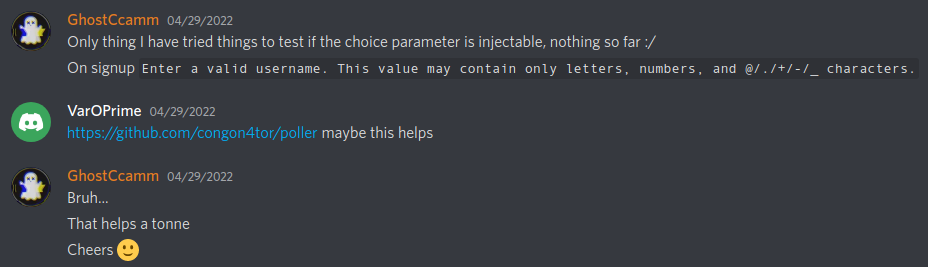 GhostCcamm 04/29/2022
Only thing I have tried things to test if the choice parameter is injectable, nothing so far :/
On signup Enter a valid username. This value may contain only letters, numbers, and @/./+/-/_ characters.
VarOPrime 04/29/2022
https://github.com/congon4tor/poller maybe this helps
GhostCcamm 04/29/2022
Bruh...
That helps a tonne
Cheers 🙂